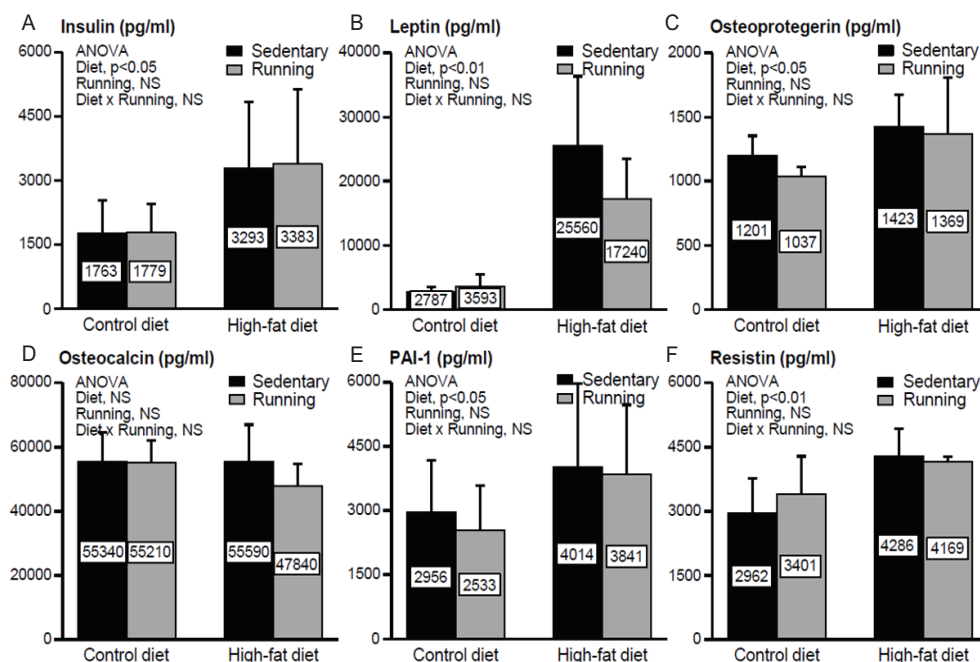 A Insulin (pg/ml)
6000
4500
3000
1500
0
ANOVA
Diet, p<0.05
Running, NS
Diet x Running, NS
Sedentary
Running
1763
1779
3293
3383
Control diet
High-fat diet
B Leptin (pg/ml)
40000
30000
20000
10000
0
ANOVA
Diet, p<0.01
Running, NS
Diet x Running, NS
Sedentary
Running
2787
3593
25560
17240
Control diet
High-fat diet
C Osteoprotegerin (pg/ml)
2000
1500
1000
500
0
ANOVA
Diet, p<0.05
Running, NS
Diet x Running, NS
Sedentary
Running
1201
1037
1423
1369
Control diet
High-fat diet
D Osteocalcin (pg/ml)
80000
60000
40000
20000
0
ANOVA
Diet, NS
Running, NS
Diet x Running, NS
Sedentary
Running
55340
55210
55590
47840
Control diet
High-fat diet
E PAI-1 (pg/ml)
6000
4500
3000
1500
0
ANOVA
Diet, p<0.05
Running, NS
Diet x Running, NS
Sedentary
Running
2956
2533
4014
3841
Control diet
High-fat diet
F Resistin (pg/ml)
6000
4500
3000
1500
0
ANOVA
Diet, p<0.01
Running, NS
Diet x Running, NS
Sedentary
Running
2962
3401
4286
4169
Control diet
High-fat diet